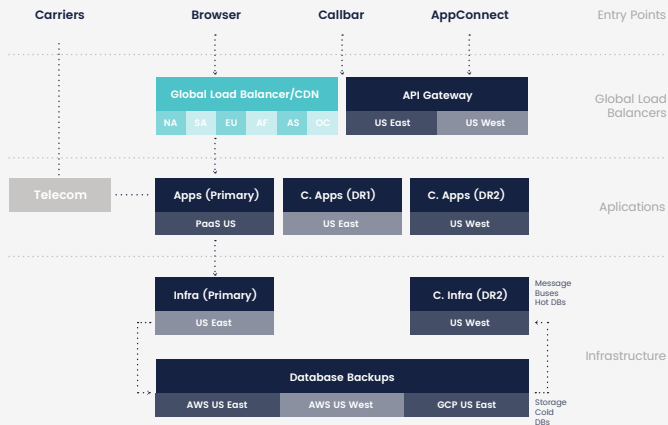 Carriers
Browser
Callbar
AppConnect
Entry Points
Global Load Balancer/CDN
API Gateway
Global Load
Balancers
NA
SA
EU
AF
AS
OC
US East
US West
Telecom
Apps (Primary)
C. Apps (DR1)
C. Apps (DR2)
Aplications
PaaS US
US East
US West
Infra (Primary)
C. Infra (DR2)
Message
Buses
Hot DBs
US East
US West
Infrastructure
Database Backups
AWS US East
AWS US West
GCP US East
Storage
Cold
DBs